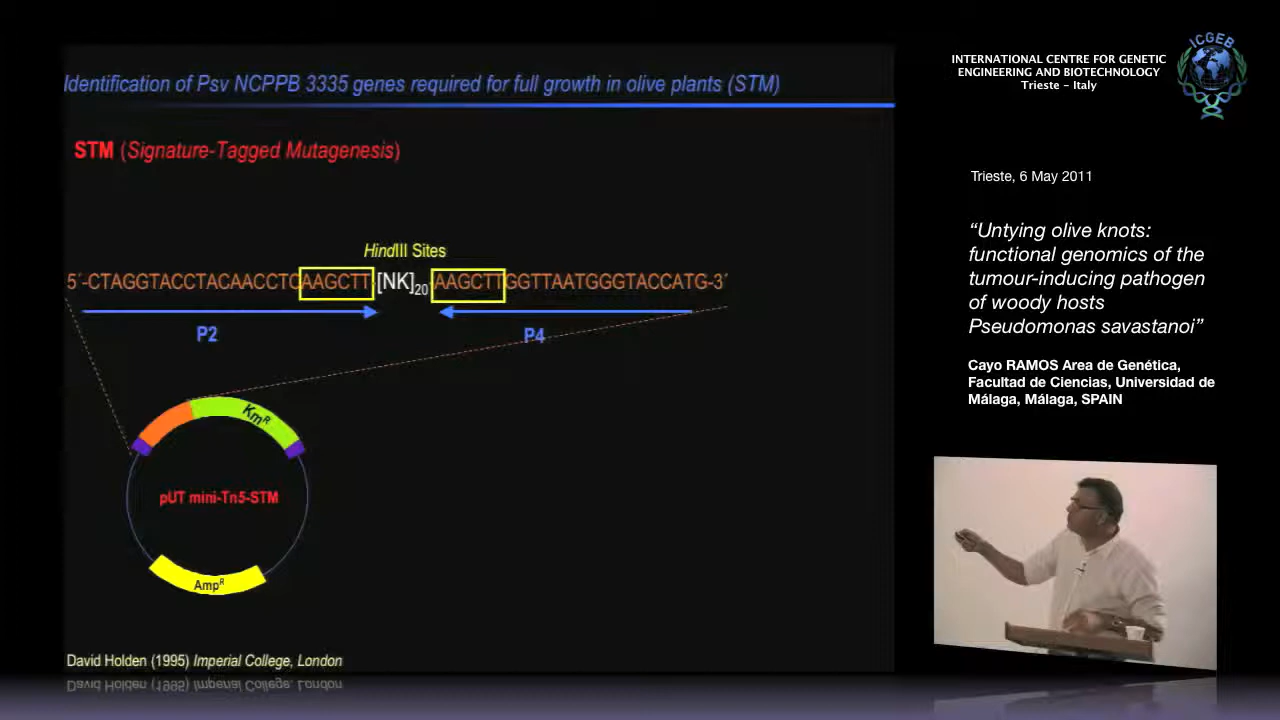 Identification of Psv NCPPB 3335 genes required for full growth in olive plants (STM)
STM (Signature-Tagged Mutagenesis)
HindIII Sites
5´-CTAGGTACCTACAACCTCAAGCTT-[NK]20-AAGCTTGGTTAATGGGTACCATG-3´
P2
P4
KmR
pUT mini-Tn5-STM
AmpR
David Holden (1995) Imperial College, London
INTERNATIONAL CENTRE FOR GENETIC
ENGINEERING AND BIOTECHNOLOGY
Trieste - Italy
ICGEB
Trieste, 6 May 2011
“Untying olive knots:
functional genomics of the
tumour-inducing pathogen
of woody hosts
Pseudomonas savastanoi”
Cayo RAMOS Area de Genética,
Facultad de Ciencias, Universidad de
Málaga, Málaga, SPAIN